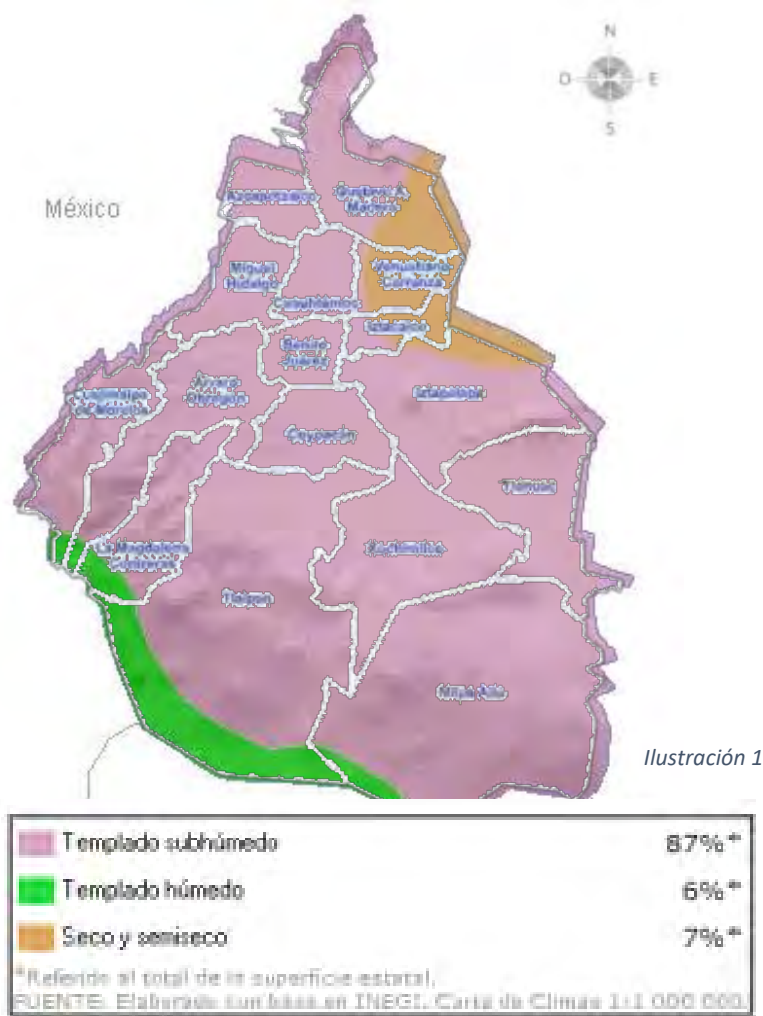 N
O
E
S
México
Azcapotzalco
Gustavo A.
Madero
Miguel
Hidalgo
Venustiano
Carranza
Cuauhtémoc
Iztacalco
Benito
Juárez
Cuajimalpa
de Morelos
Álvaro
Obregón
Iztapalapa
Coyoacán
Tláhuac
La Magdalena
Contreras
Xochimilco
Tlalpan
Milpa Alta
Ilustración 1
Templado subhúmedo 87%*
Templado húmedo 6%*
Seco y semiseco 7%*
*Referido al total de la superficie estatal.
FUENTE: Elaborado con base en INEGI. Carta de Climas 1:1 000 000.